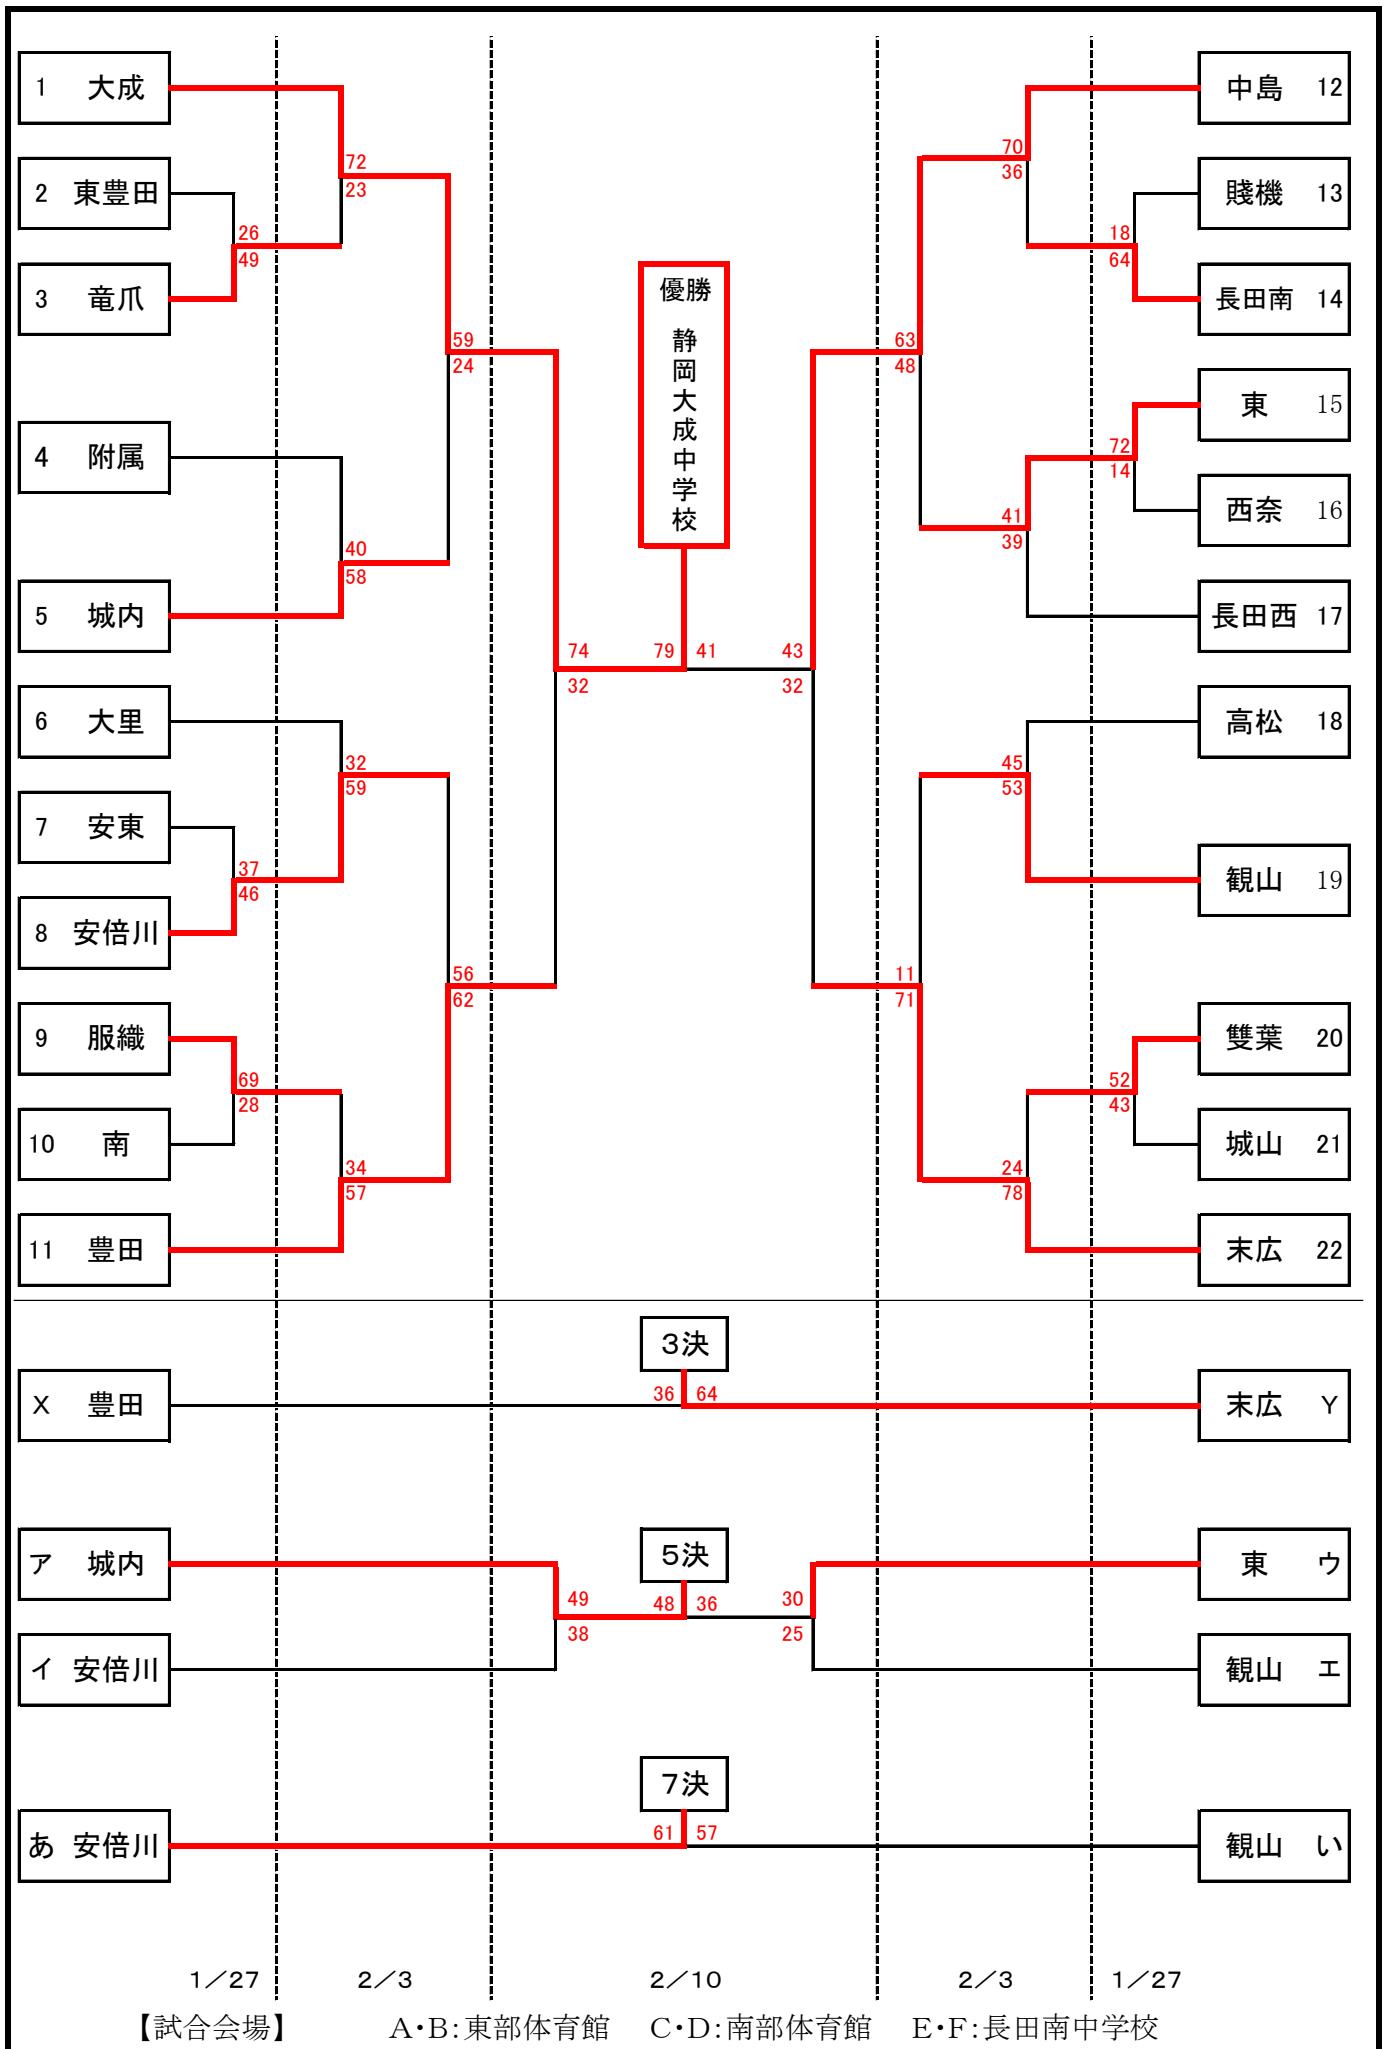 1 大成
中島 12
72
23
70
36
2 東豊田
賤機 13
26
49
18
64
3 竜爪
長田南 14
優勝
静岡大成中学校
59
24
63
48
東 15
4 附属
72
14
西奈 16
40
58
41
39
5 城内
長田西 17
74
32
79 41
43
32
6 大里
高松 18
32
59
45
53
7 安東
37
46
観山 19
8 安倍川
56
62
11
71
9 服織
雙葉 20
69
28
52
43
10 南
城山 21
34
57
24
78
11 豊田
末広 22
3決
X 豊田
36 64
末広 Y
ア 城内
5決
東 ウ
49
38
48 36
30
25
イ 安倍川
観山 エ
7決
あ 安倍川
61 57
観山 い
1/27 2/3 2/10 2/3 1/27
【試合会場】 A・B:東部体育館 C・D:南部体育館 E・F:長田南中学校